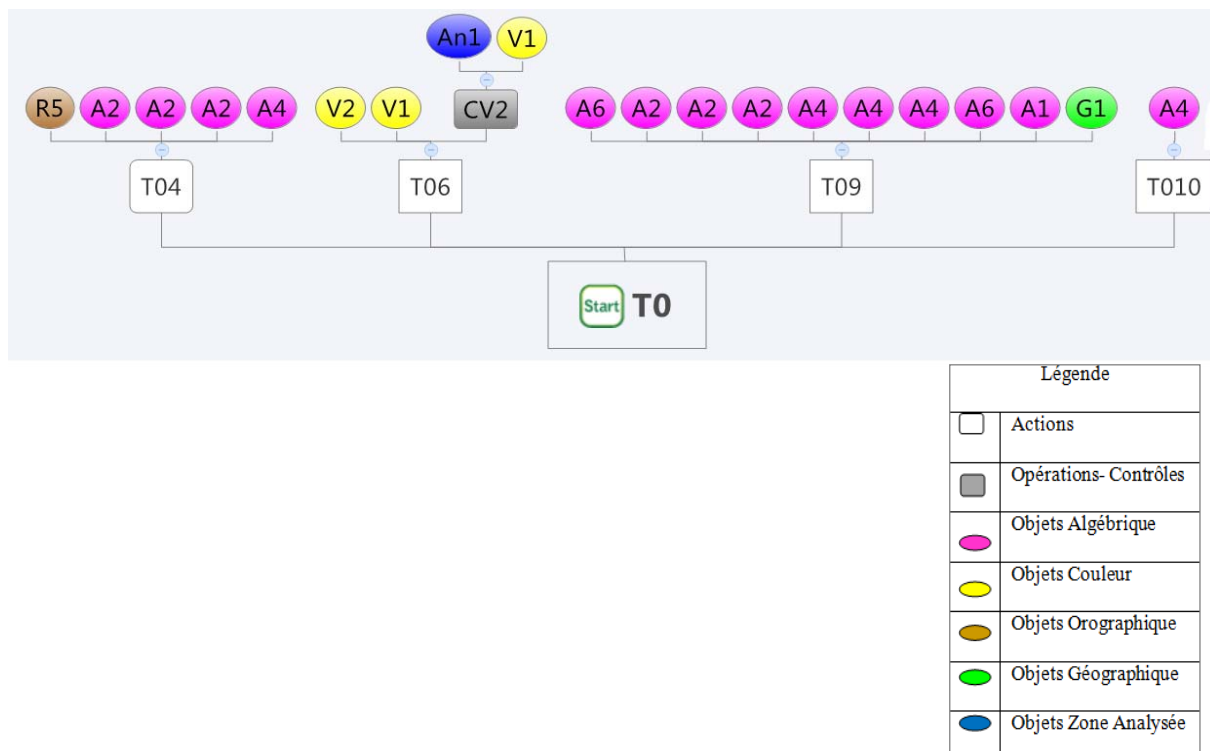 An1 V1
R5 A2 A2 A2 A4 V2 V1 CV2 A6 A2 A2 A2 A4 A4 A4 A6 A1 G1 A4
T04 T06 T09 T010
Start T0
Légende
Actions
Opérations- Contrôles
Objets Algébrique
Objets Couleur
Objets Orographique
Objets Géographique
Objets Zone Analysée